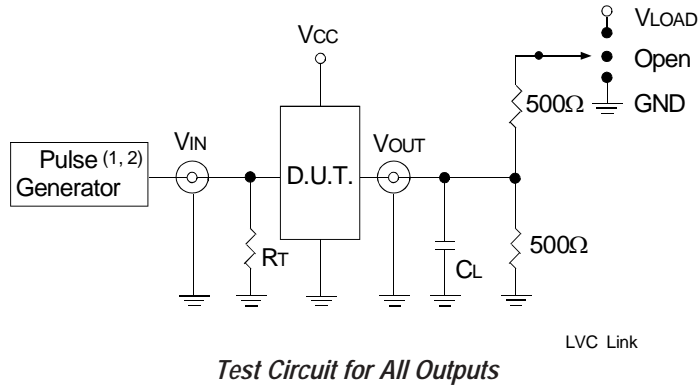 VLOAD
VCC
Open
500Ω
GND
VIN
VOUT
Pulse (1, 2)
Generator
D.U.T.
RT
CL
500Ω
LVC Link
Test Circuit for All Outputs